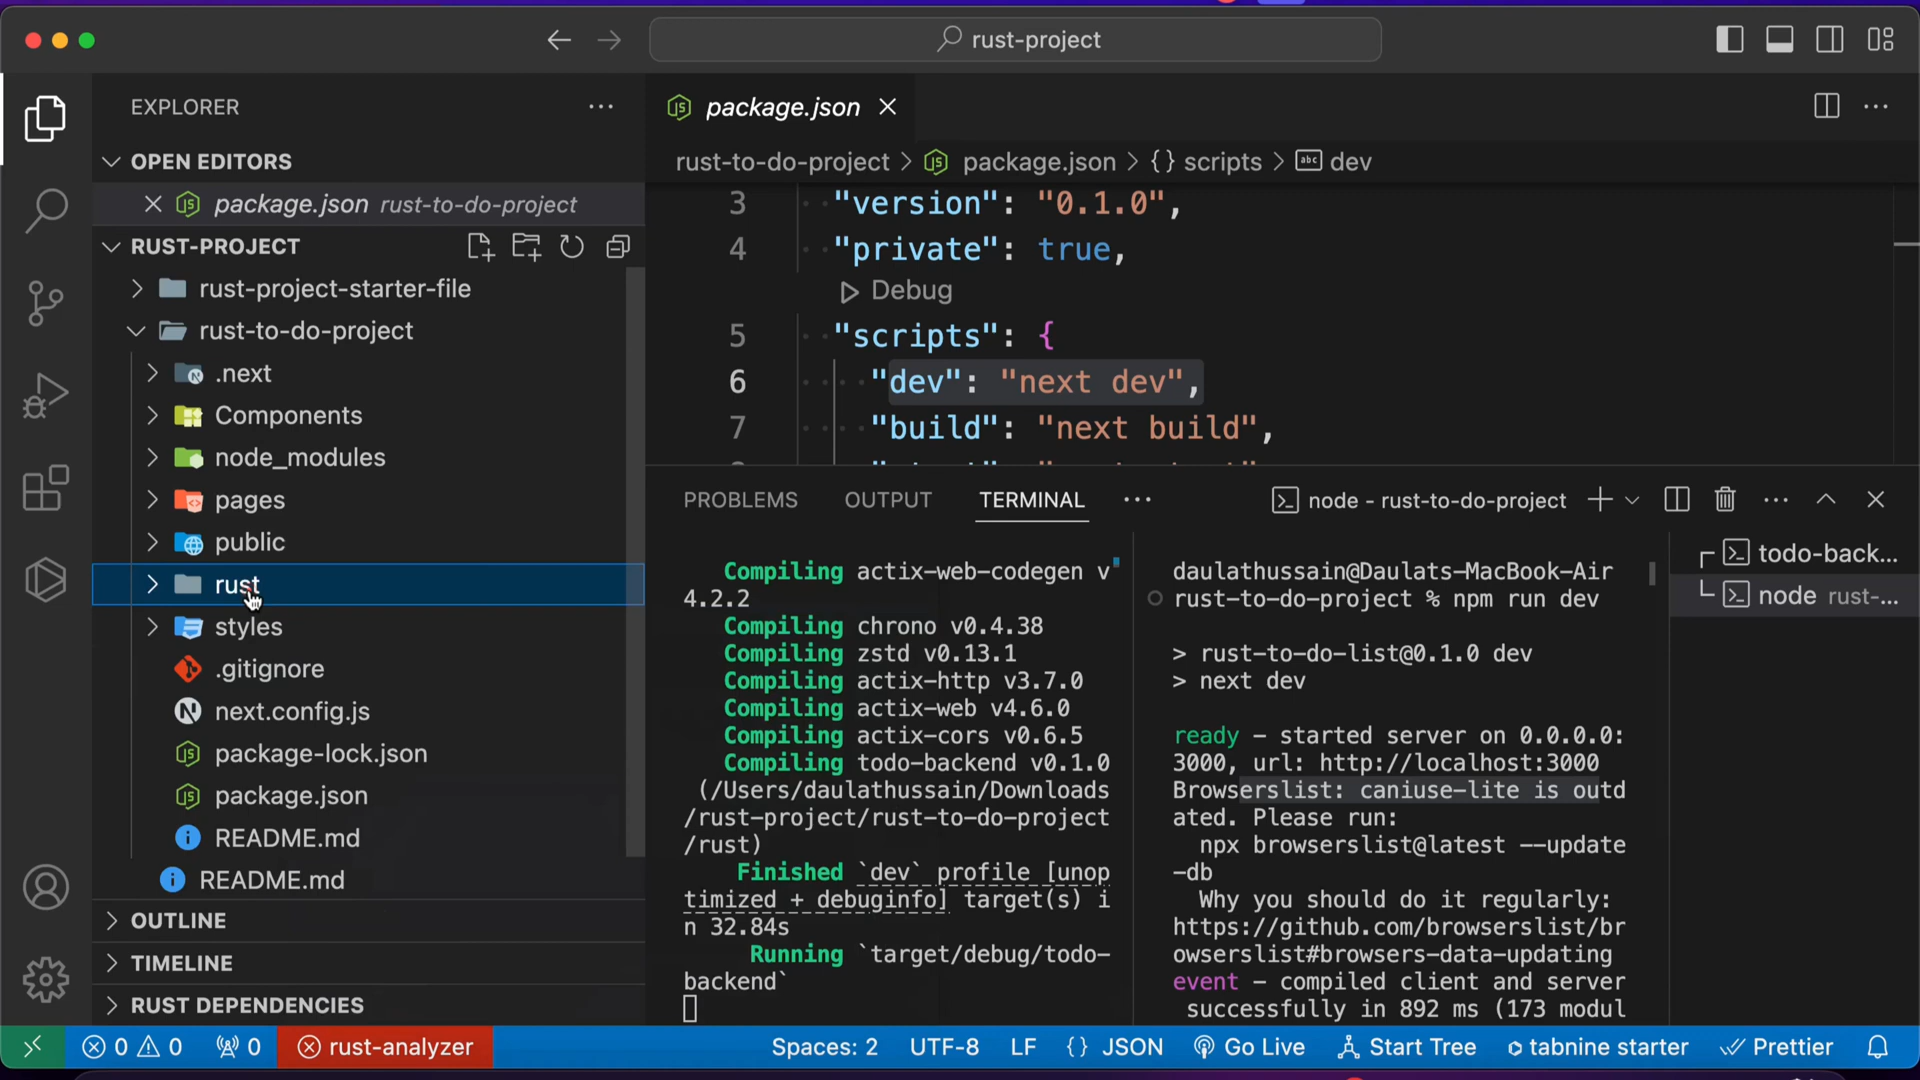 rust-project
EXPLORER
OPEN EDITORS
package.json rust-to-do-project
RUST-PROJECT
rust-project-starter-file
rust-to-do-project
.next
Components
node_modules
pages
public
rust
styles
.gitignore
next.config.js
package-lock.json
package.json
README.md
README.md
OUTLINE
TIMELINE
RUST DEPENDENCIES
package.json
rust-to-do-project > package.json > {} scripts > abc dev
3 "version": "0.1.0",
4 "private": true,
Debug
5 "scripts": {
6 "dev": "next dev",
7 "build": "next build",
PROBLEMS OUTPUT TERMINAL
node - rust-to-do-project
Compiling actix-web-codegen v
4.2.2
Compiling chrono v0.4.38
Compiling zstd v0.13.1
Compiling actix-http v3.7.0
Compiling actix-web v4.6.0
Compiling actix-cors v0.6.5
Compiling todo-backend v0.1.0
(/Users/daulathussain/Downloads
/rust-project/rust-to-do-project
/rust)
Finished `dev` profile [unop
timized + debuginfo] target(s) i
n 32.84s
Running `target/debug/todo-
backend`
daulathussain@Daulats-MacBook-Air
rust-to-do-project % npm run dev
> rust-to-do-list@0.1.0 dev
> next dev
ready - started server on 0.0.0.0:
3000, url: http://localhost:3000
Browserslist: caniuse-lite is outd
ated. Please run:
npx browserslist@latest --update
-db
Why you should do it regularly:
https://github.com/browserslist/br
owserslist#browsers-data-updating
event - compiled client and server
successfully in 892 ms (173 modul
todo-back...
node rust-...
0 0 0 rust-analyzer Spaces: 2 UTF-8 LF {} JSON Go Live Start Tree tabnine starter Prettier